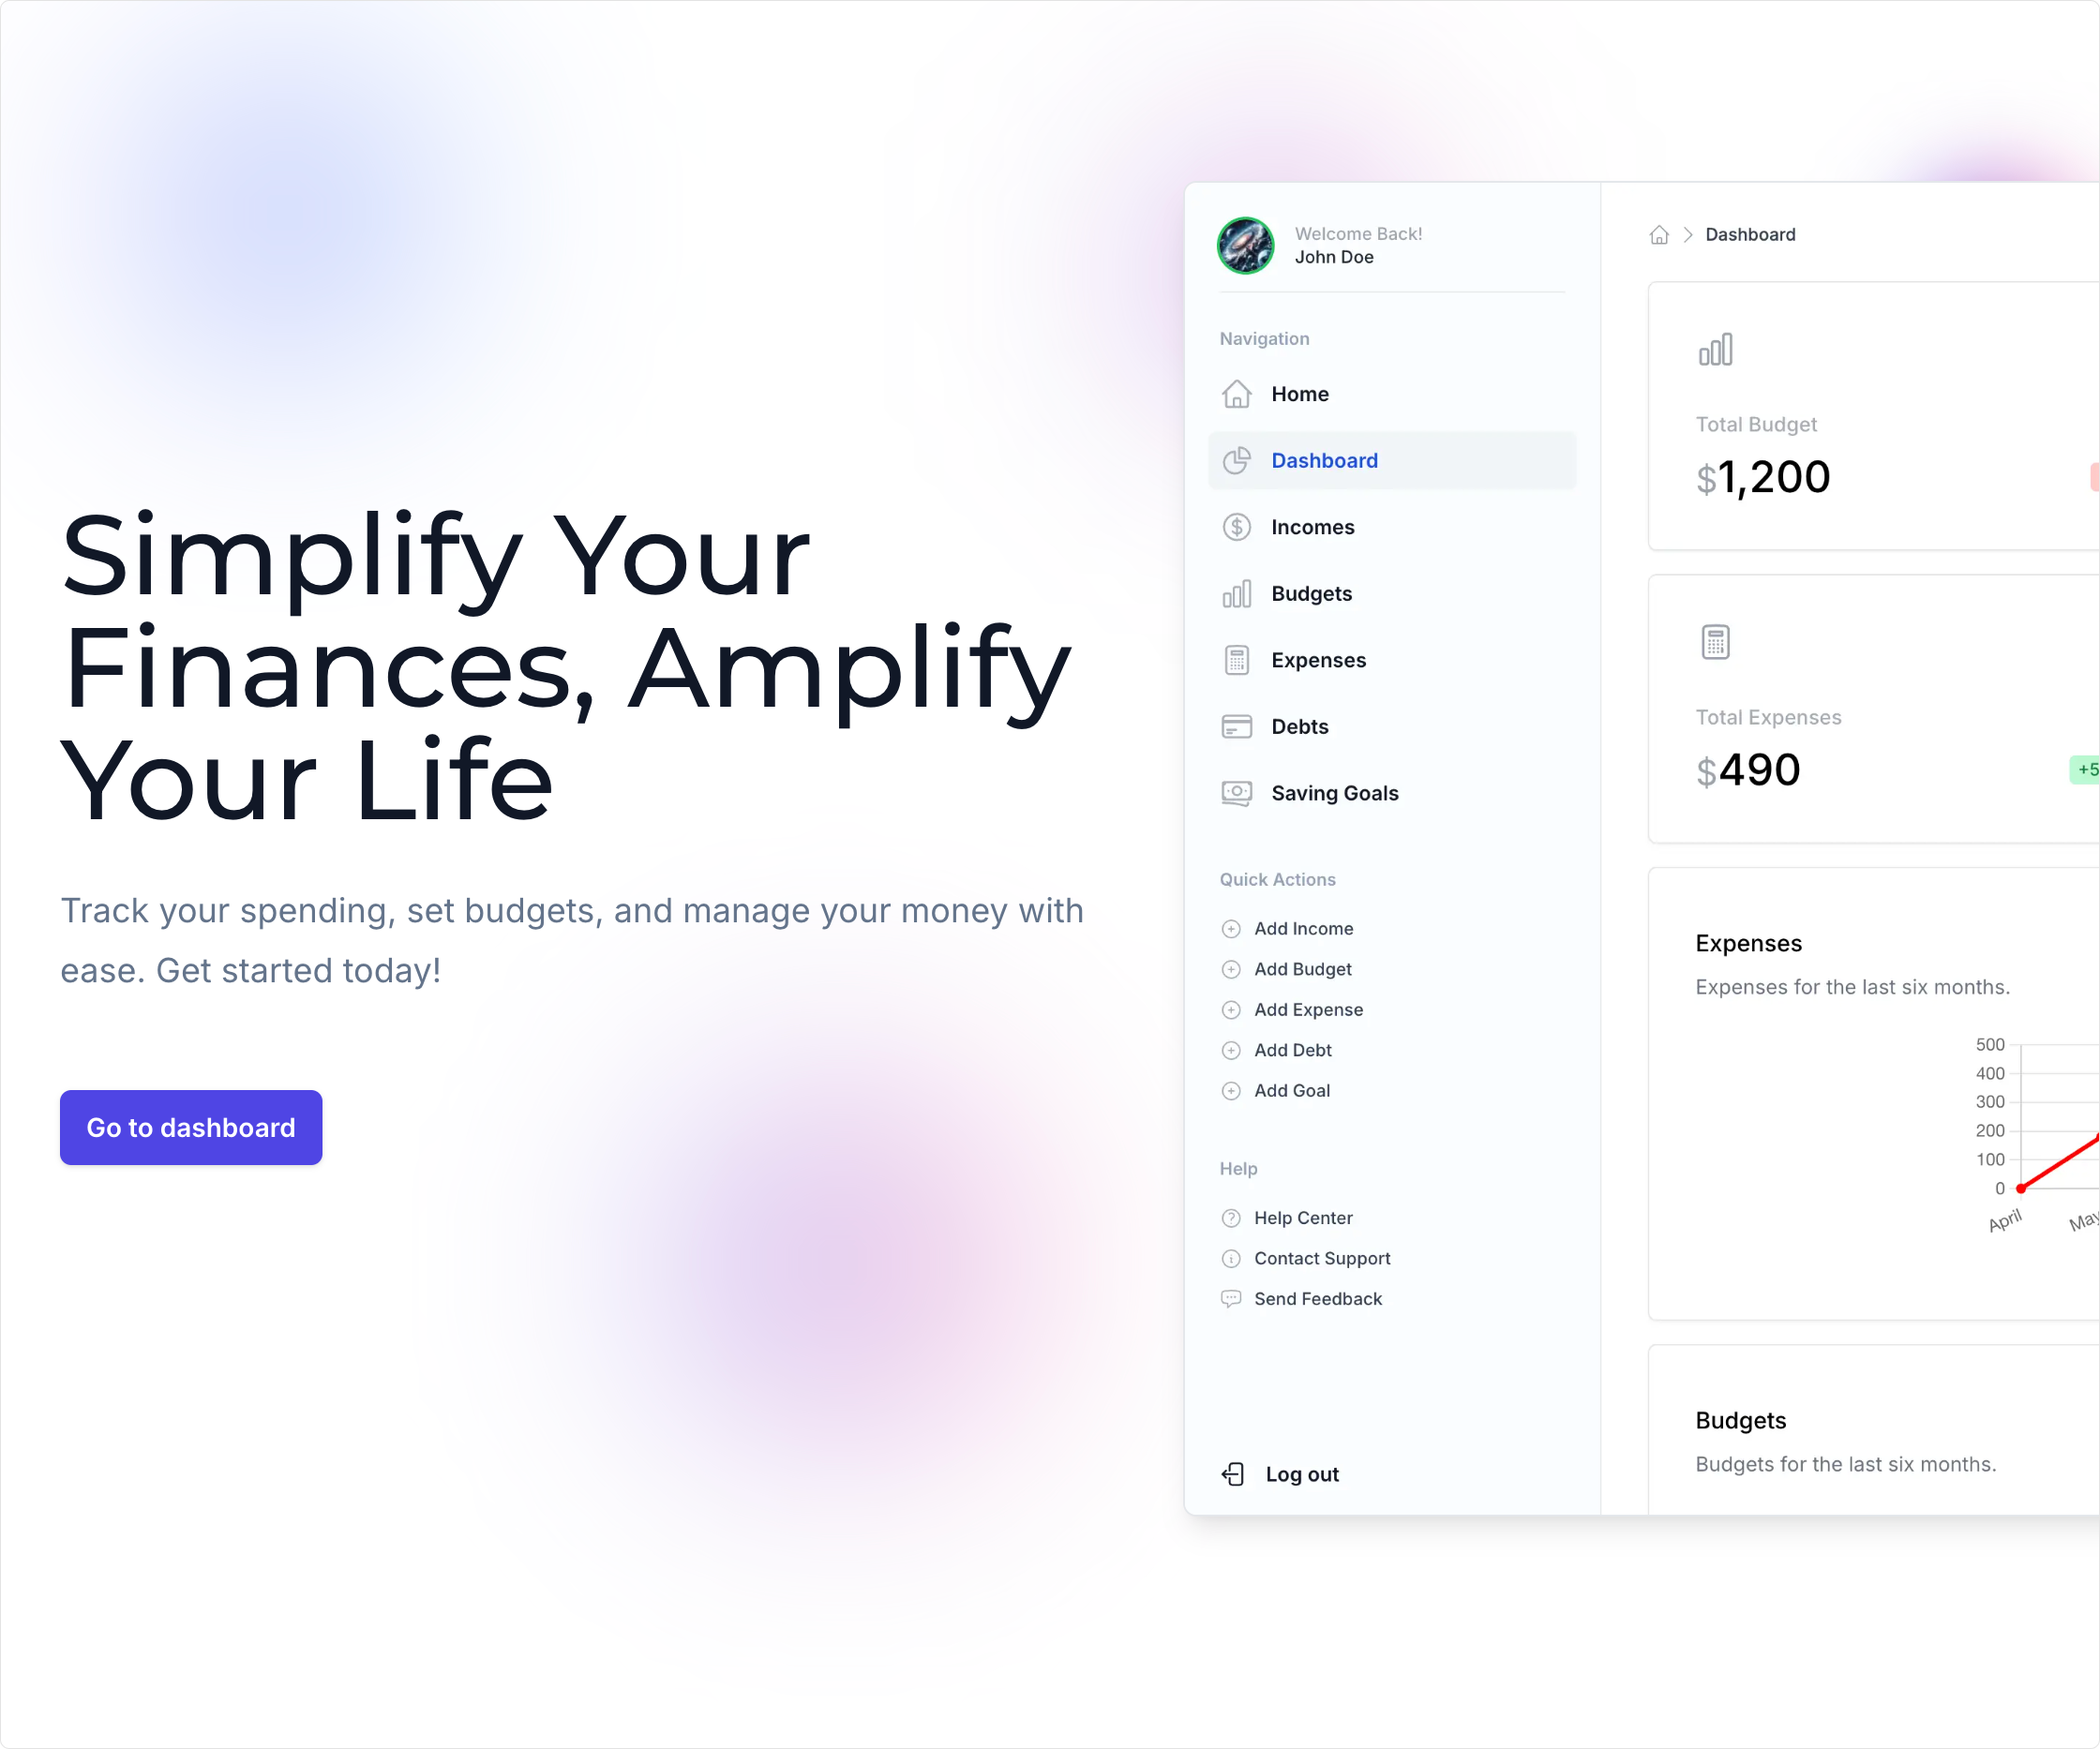 Simplify Your
Finances, Amplify
Your Life
Track your spending, set budgets, and manage your money with
ease. Get started today!
Go to dashboard
Welcome Back!
John Doe
Navigation
Home
Dashboard
Incomes
Budgets
Expenses
Debts
Saving Goals
Quick Actions
Add Income
Add Budget
Add Expense
Add Debt
Add Goal
Help
Help Center
Contact Support
Send Feedback
Log out
Dashboard
Total Budget
$1,200
Total Expenses
$490
+5
Expenses
Expenses for the last six months.
500
400
300
200
100
0
April
May
Budgets
Budgets for the last six months.